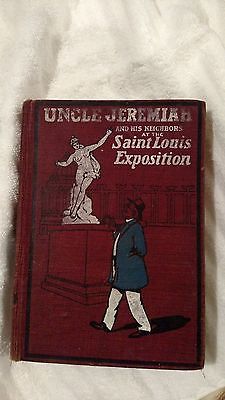 UNCLE JEREMIAH
AND HIS NEIGHBORS
AT THE
Saint Louis
Exposition